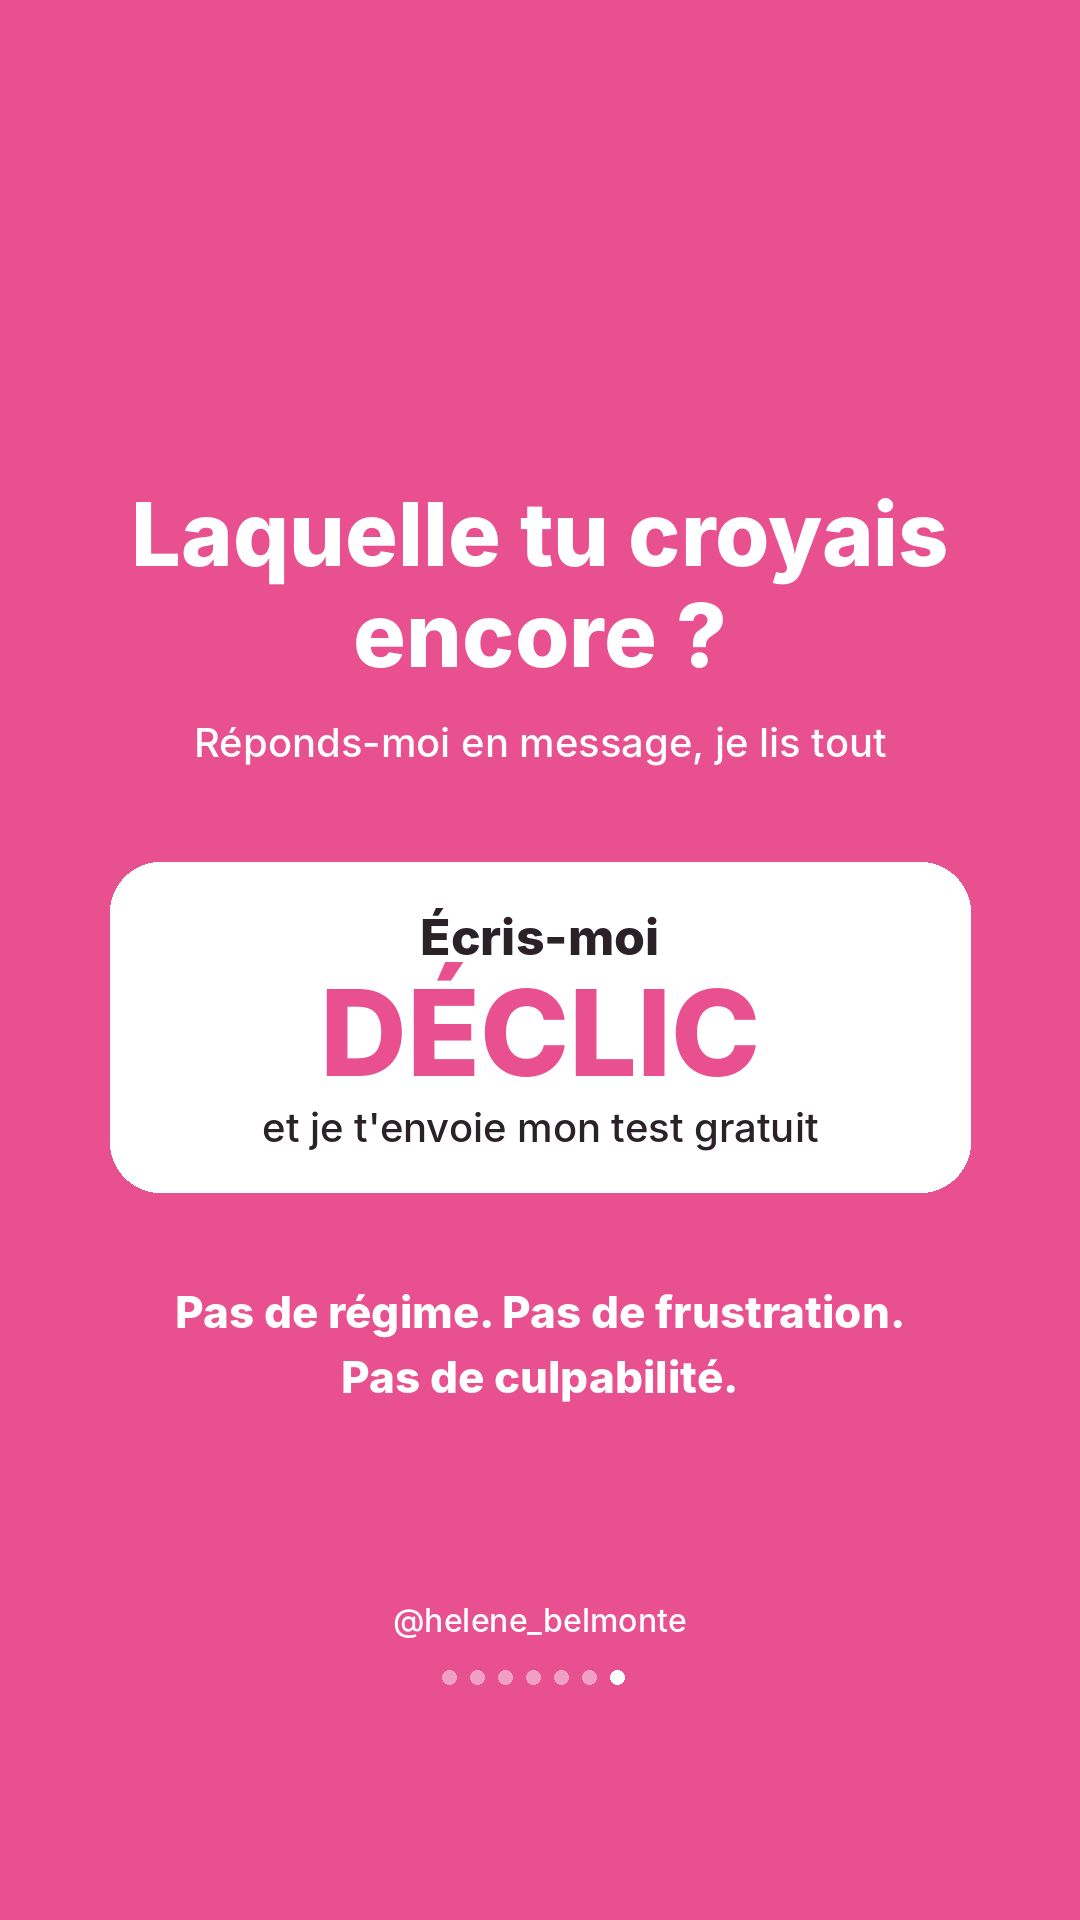 Laquelle tu croyais
encore ?
Réponds-moi en message, je lis tout
Écris-moi
DÉCLIC
et je t'envoie mon test gratuit
Pas de régime. Pas de frustration.
Pas de culpabilité.
@helene_belmonte